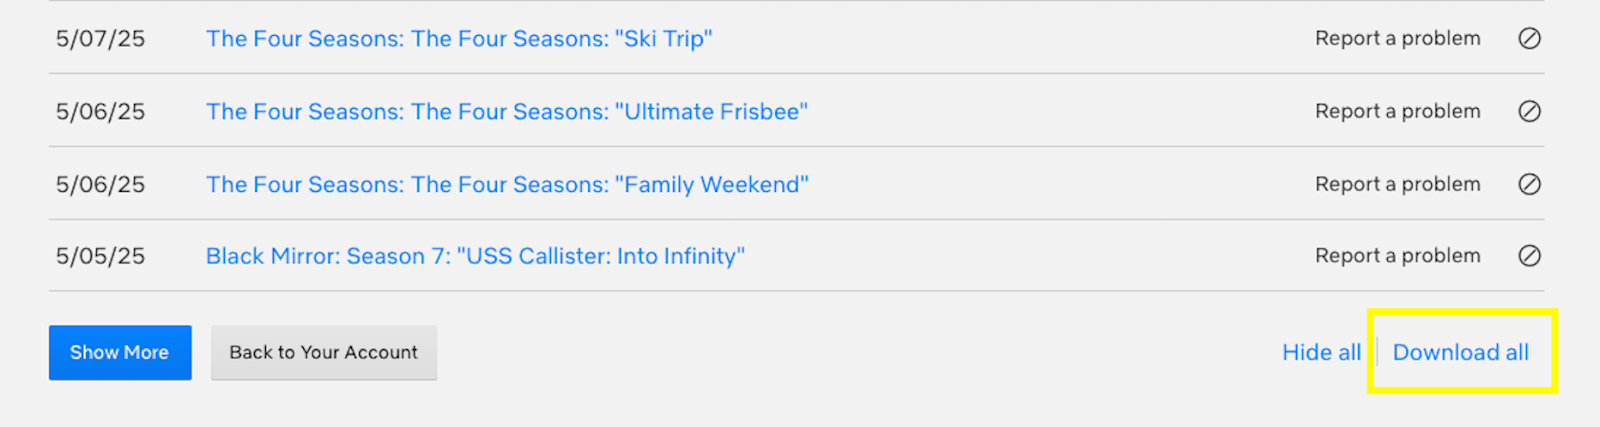 5/07/25 The Four Seasons: The Four Seasons: "Ski Trip" Report a problem
5/06/25 The Four Seasons: The Four Seasons: "Ultimate Frisbee" Report a problem
5/06/25 The Four Seasons: The Four Seasons: "Family Weekend" Report a problem
5/05/25 Black Mirror: Season 7: "USS Callister: Into Infinity" Report a problem
Show More Back to Your Account Hide all Download all